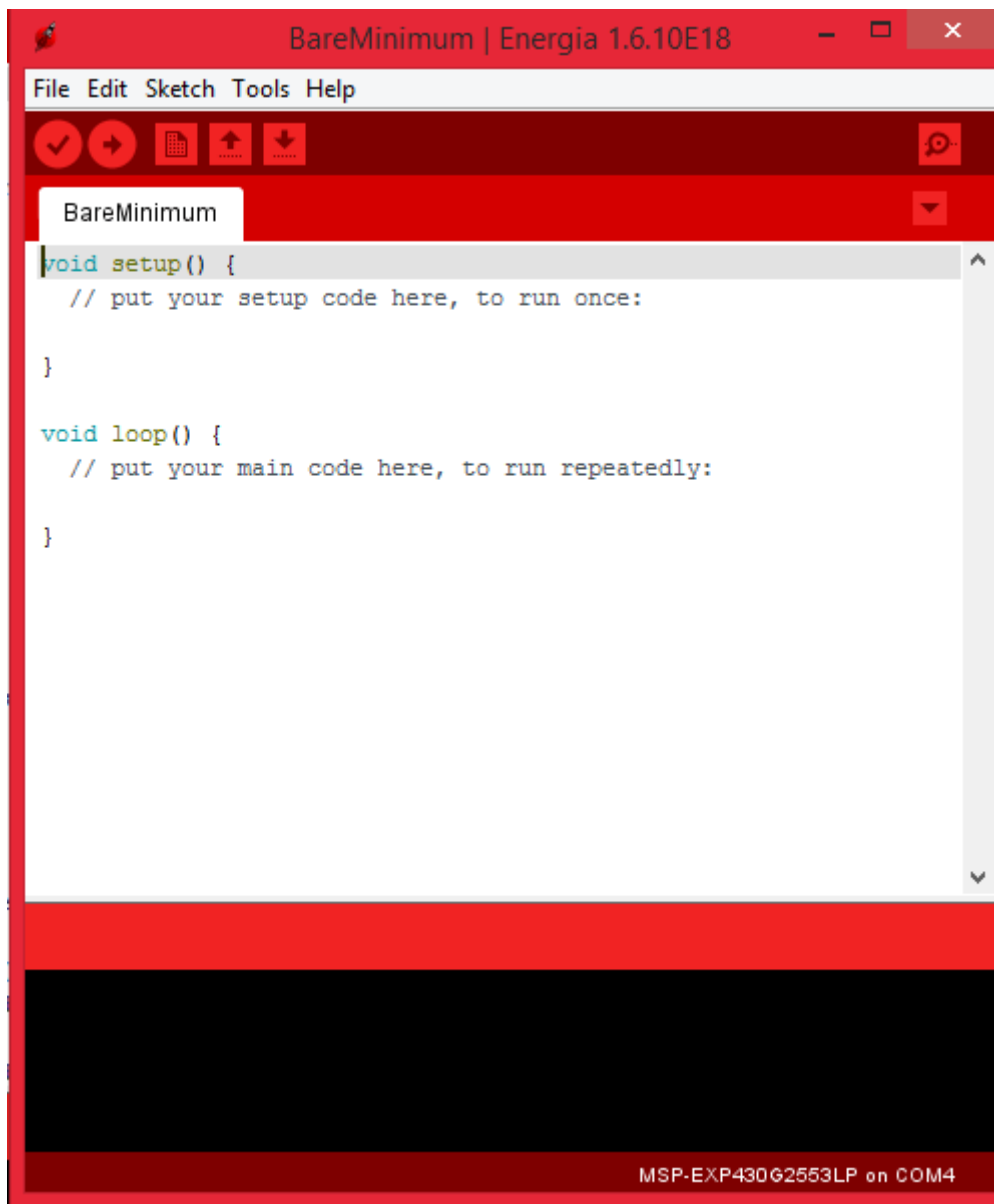 BareMinimum | Energia 1.6.10E18
File Edit Sketch Tools Help
BareMinimum
void setup() {
  // put your setup code here, to run once:
}
void loop() {
  // put your main code here, to run repeatedly:
}
MSP-EXP430G2553LP on COM4